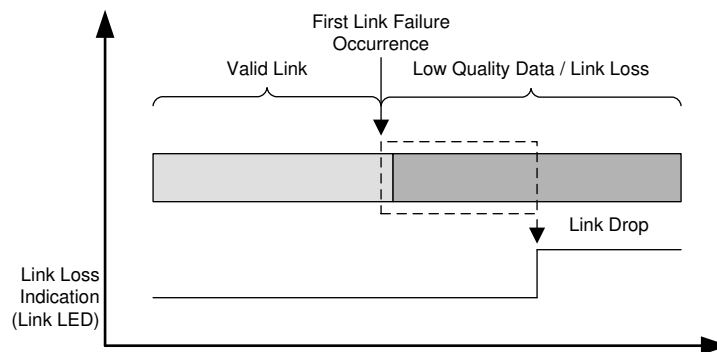 First Link Failure
Occurrence
Valid Link
Low Quality Data / Link Loss
Link Drop
Link Loss
Indication
(Link LED)